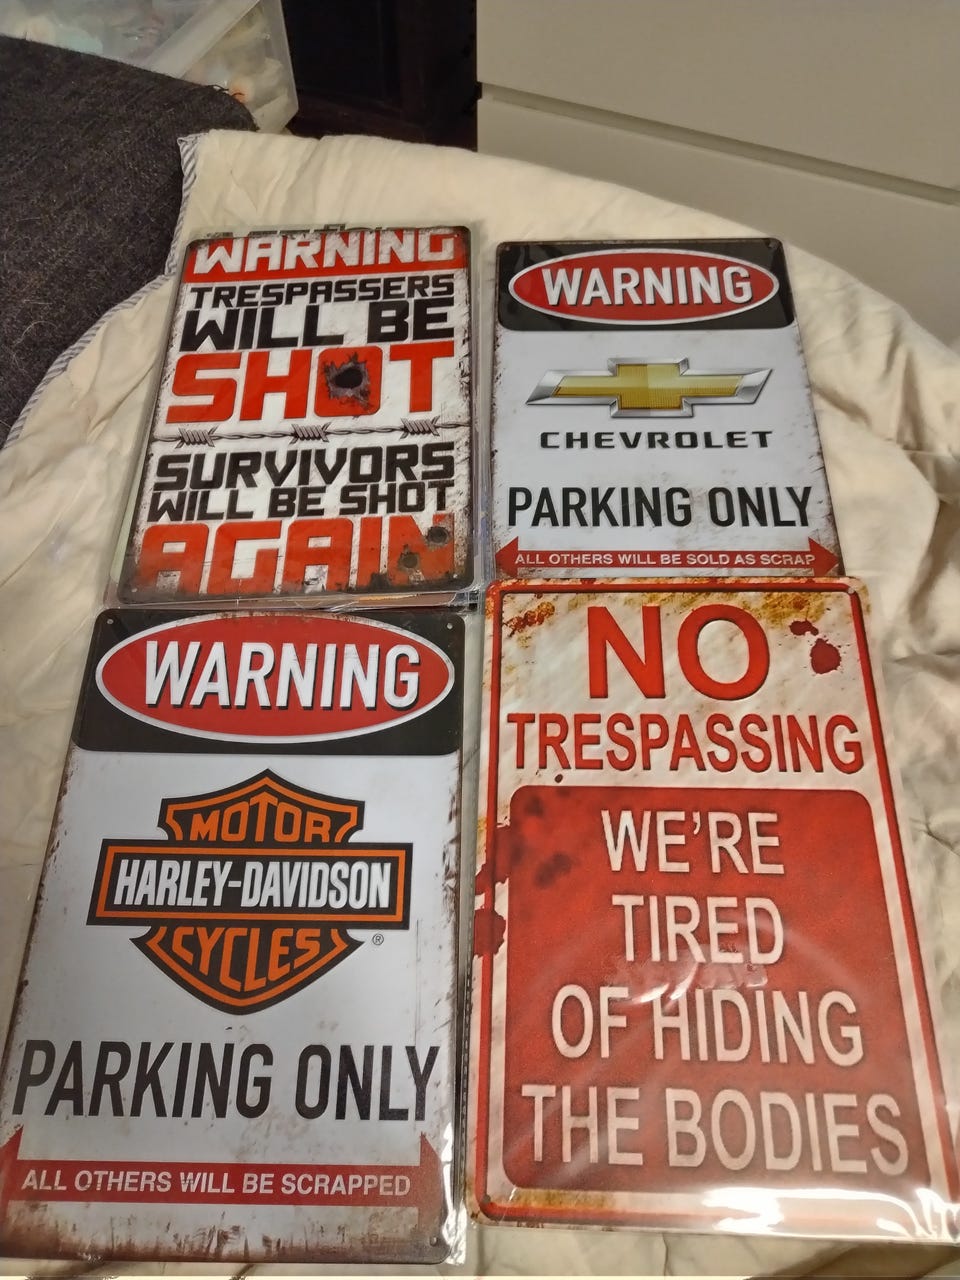 WARNING
TRESPASSERS
WILL BE
SHOT
SURVIVORS
WILL BE SHOT
AGAIN
WARNING
CHEVROLET
PARKING ONLY
ALL OTHERS WILL BE SOLD AS SCRAP
WARNING
MOTOR
HARLEY-DAVIDSON
CYCLES
®
PARKING ONLY
ALL OTHERS WILL BE SCRAPPED
NO
TRESPASSING
WE'RE
TIRED
OF HIDING
THE BODIES